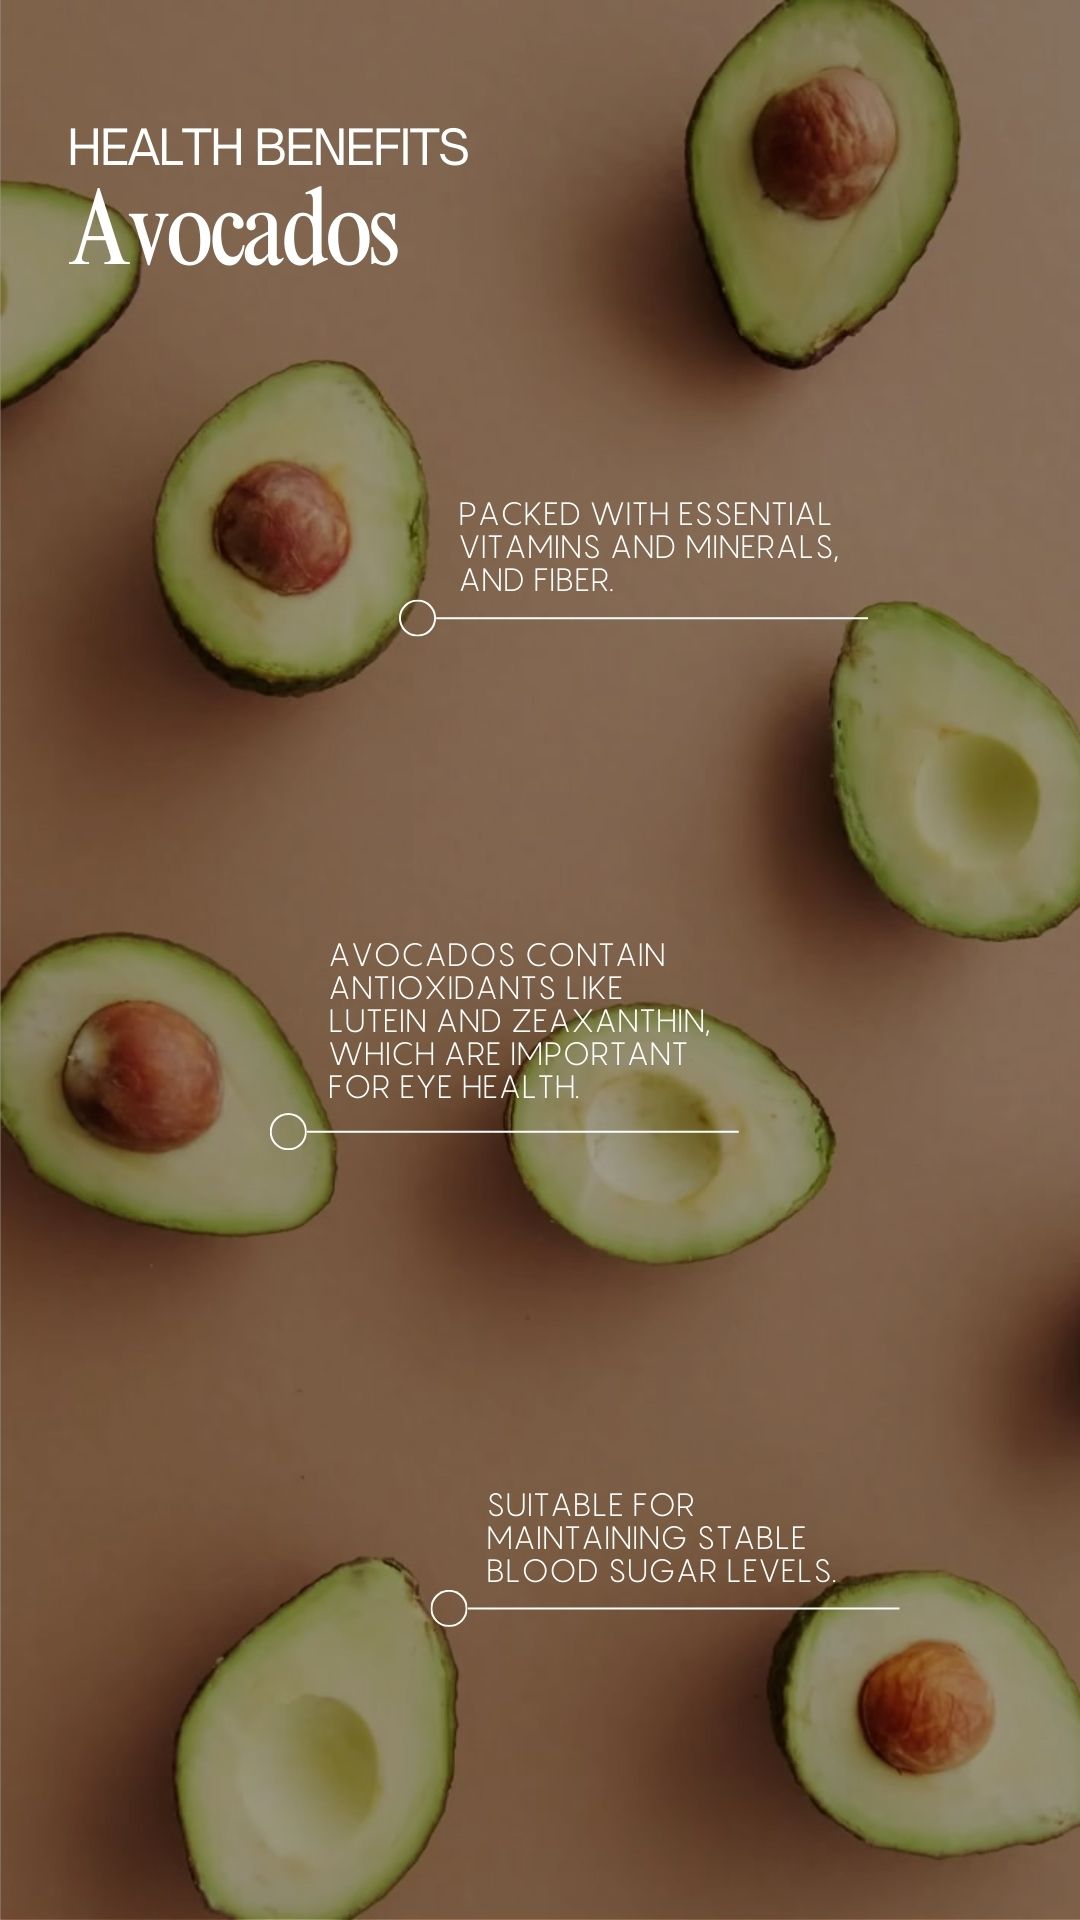 HEALTH BENEFITS
Avocados
PACKED WITH ESSENTIAL
VITAMINS AND MINERALS,
AND FIBER.
AVOCADOS CONTAIN
ANTIOXIDANTS LIKE
LUTEIN AND ZEAXANTHIN,
WHICH ARE IMPORTANT
FOR EYE HEALTH.
SUITABLE FOR
MAINTAINING STABLE
BLOOD SUGAR LEVELS.